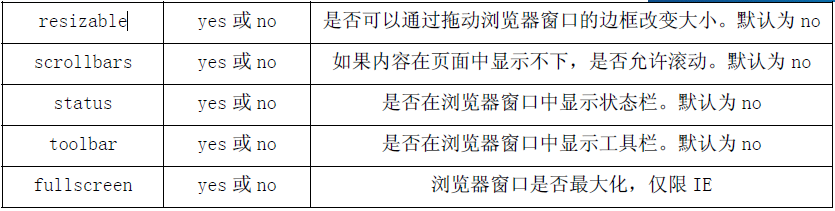 resizable yes 或 no 是否可以通过拖动浏览器窗口的边框改变大小。默认为 no
scrollbars yes 或 no 如果内容在页面中显示不下，是否允许滚动。默认为 no
status yes 或 no 是否在浏览器窗口中显示状态栏。默认为 no
toolbar yes 或 no 是否在浏览器窗口中显示工具栏。默认为 no
fullscreen yes 或 no 浏览器窗口是否最大化，仅限 IE